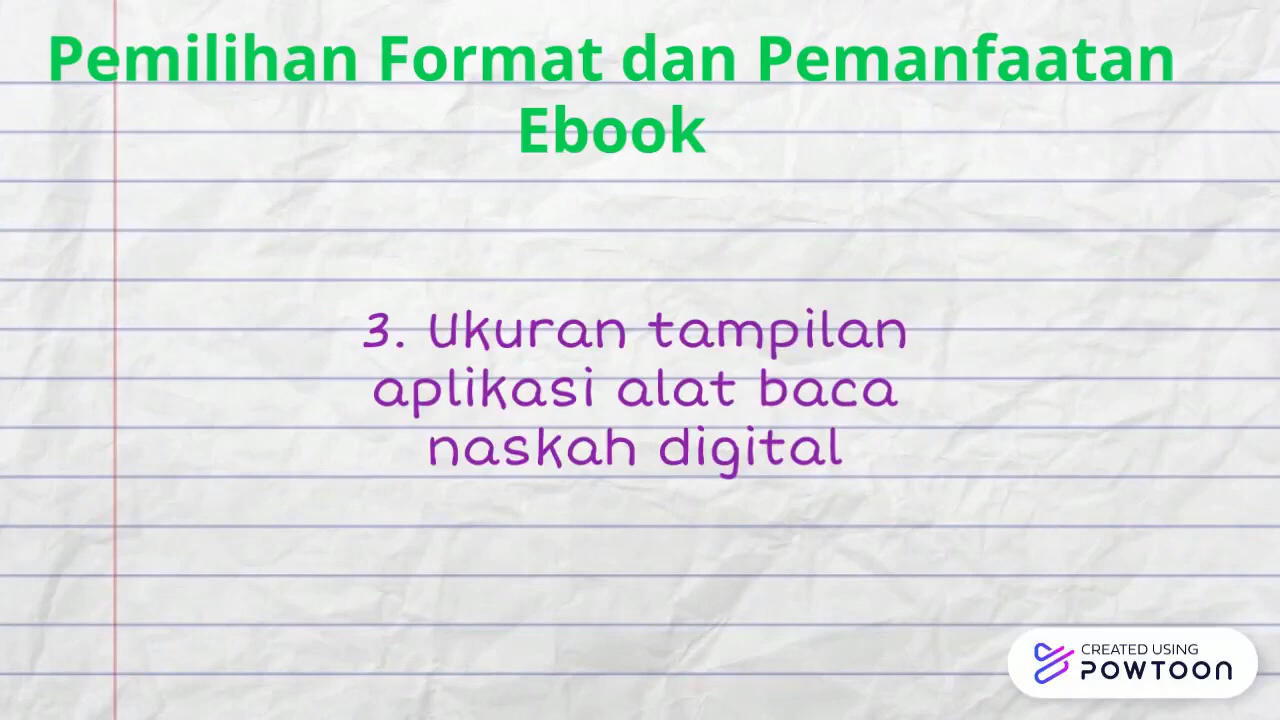 Pemilihan Format dan Pemanfaatan
Ebook
3. Ukuran tampilan
aplikasi alat baca
naskah digital
CREATED USING
POWTOON